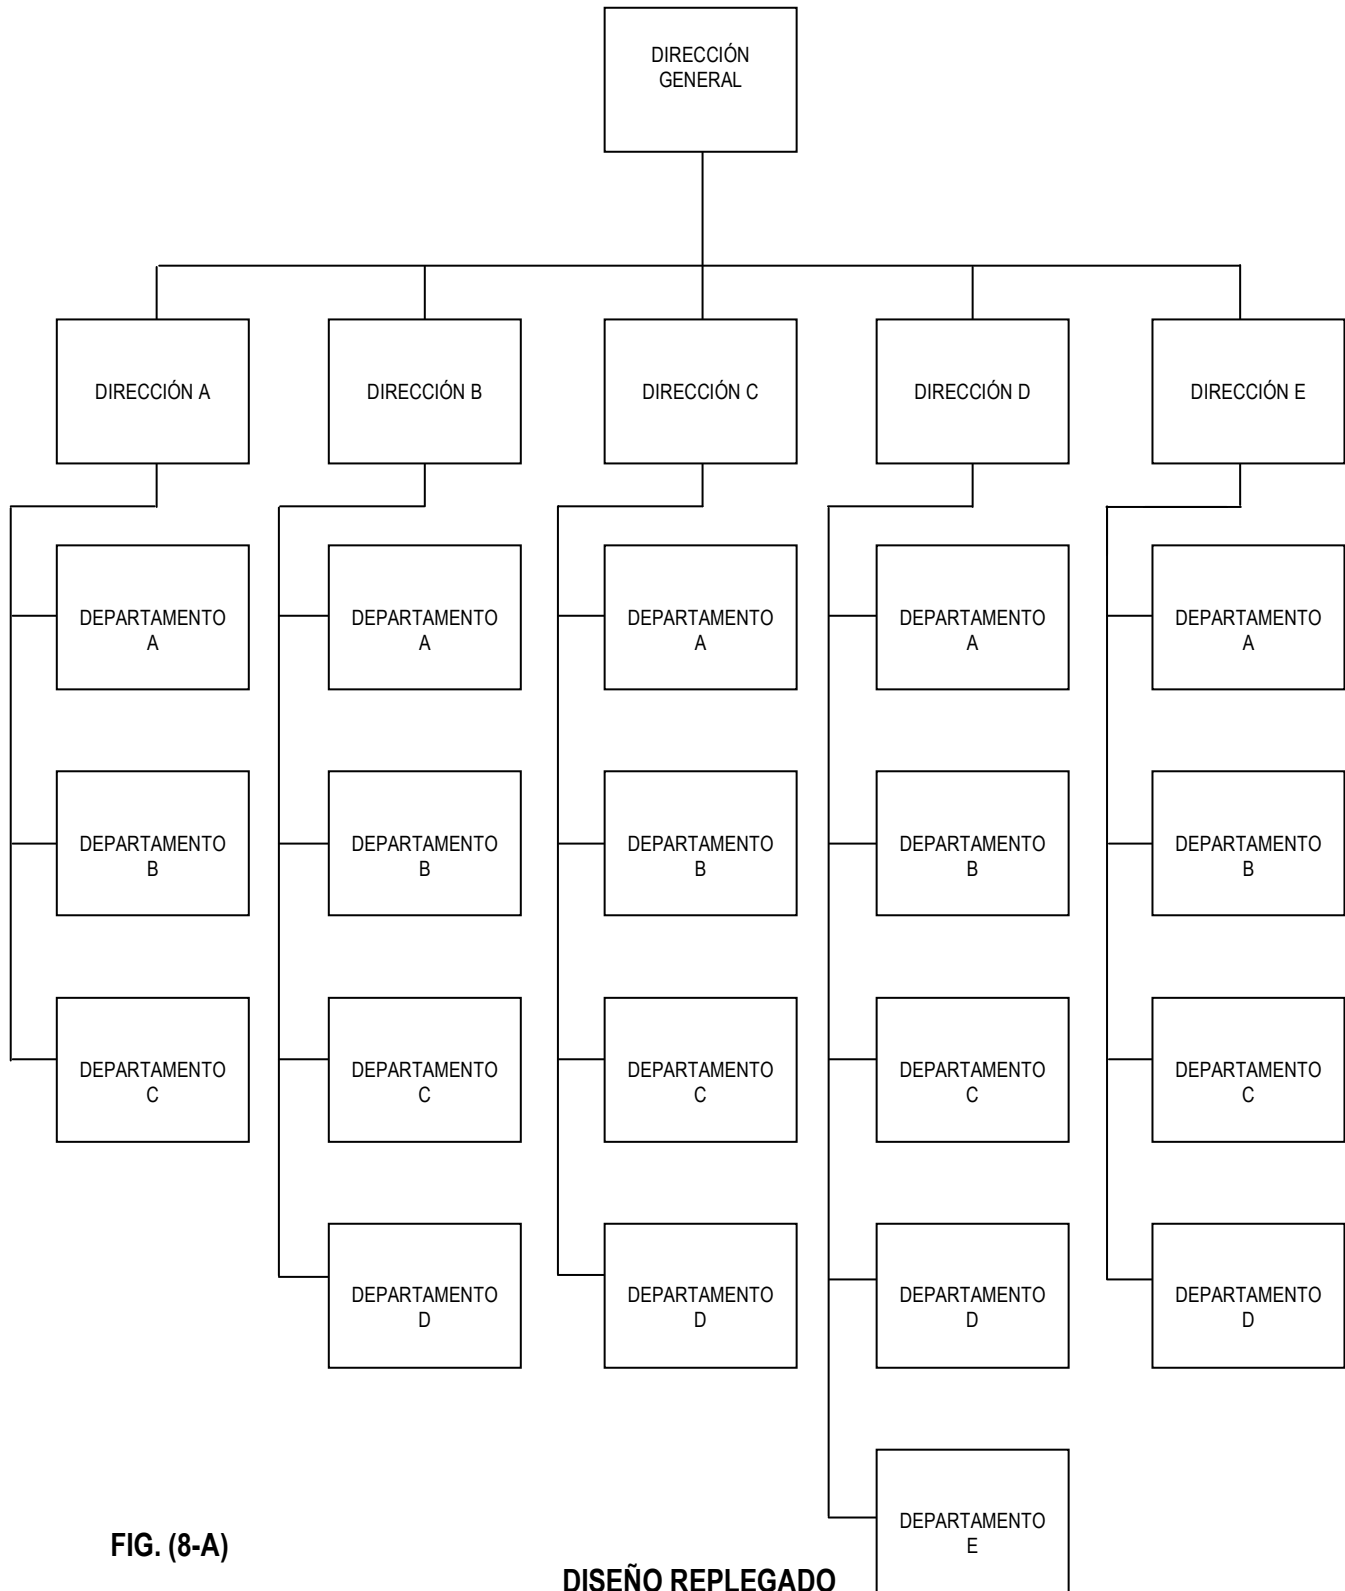 DIRECCIÓN
GENERAL
DIRECCIÓN A
DIRECCIÓN B
DIRECCIÓN C
DIRECCIÓN D
DIRECCIÓN E
DEPARTAMENTO
A
DEPARTAMENTO
A
DEPARTAMENTO
A
DEPARTAMENTO
A
DEPARTAMENTO
A
DEPARTAMENTO
B
DEPARTAMENTO
B
DEPARTAMENTO
B
DEPARTAMENTO
B
DEPARTAMENTO
B
DEPARTAMENTO
C
DEPARTAMENTO
C
DEPARTAMENTO
C
DEPARTAMENTO
C
DEPARTAMENTO
C
DEPARTAMENTO
D
DEPARTAMENTO
D
DEPARTAMENTO
D
DEPARTAMENTO
D
DEPARTAMENTO
E
FIG. (8-A)
DISEÑO REPLEGADO